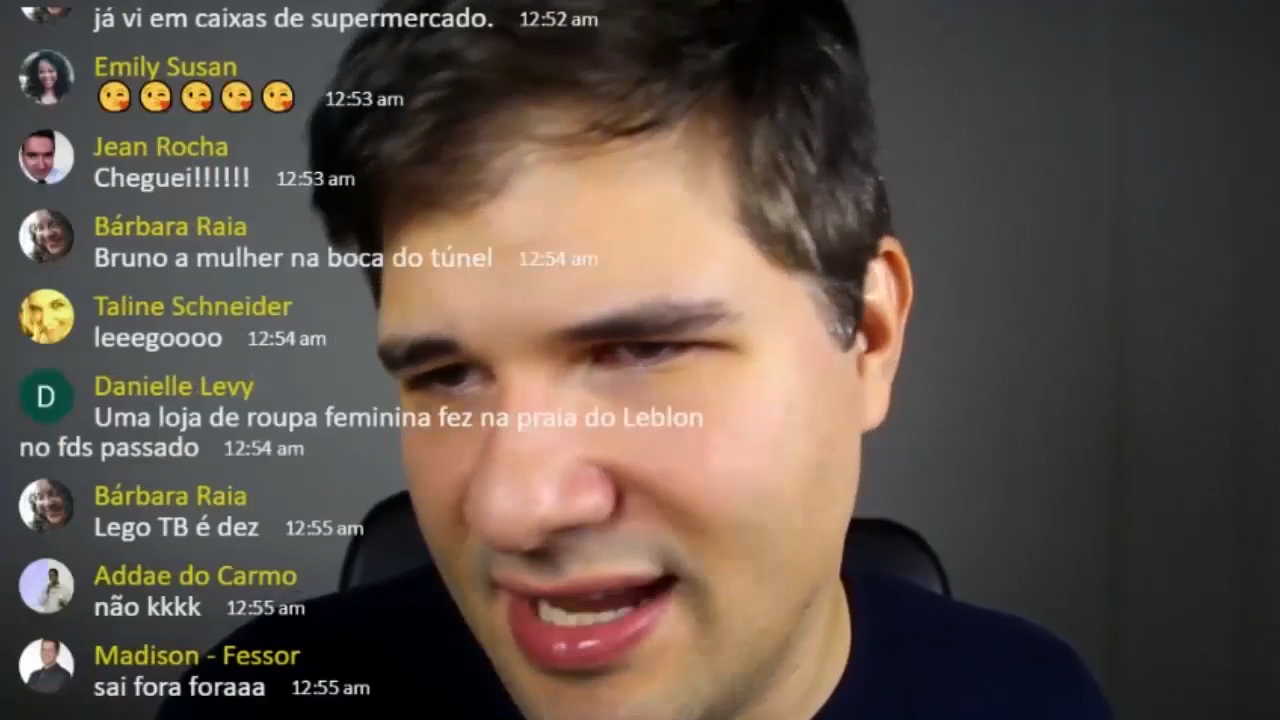 já vi em caixas de supermercado. 12:52 am
Emily Susan
12:53 am
Jean Rocha
Cheguei!!!!!! 12:53 am
Bárbara Raia
Bruno a mulher na boca do túnel 12:54 am
Taline Schneider
leeegoooo 12:54 am
D
Danielle Levy
Uma loja de roupa feminina fez na praia do Leblon
no fds passado 12:54 am
Bárbara Raia
Lego TB é dez 12:55 am
Addae do Carmo
não kkkk 12:55 am
Madison - Fessor
sai fora foraaa 12:55 am